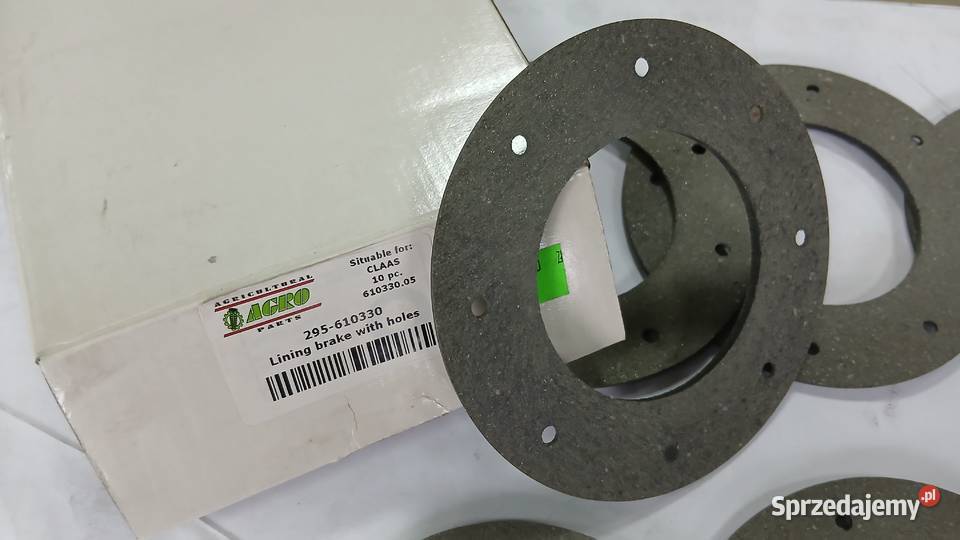 AGRICULTURAL
AGRO
PARTS
Situable for:
CLAAS
10 pc.
610330.05
295-610330
Lining brake with holes
Sprzedajemy.pl